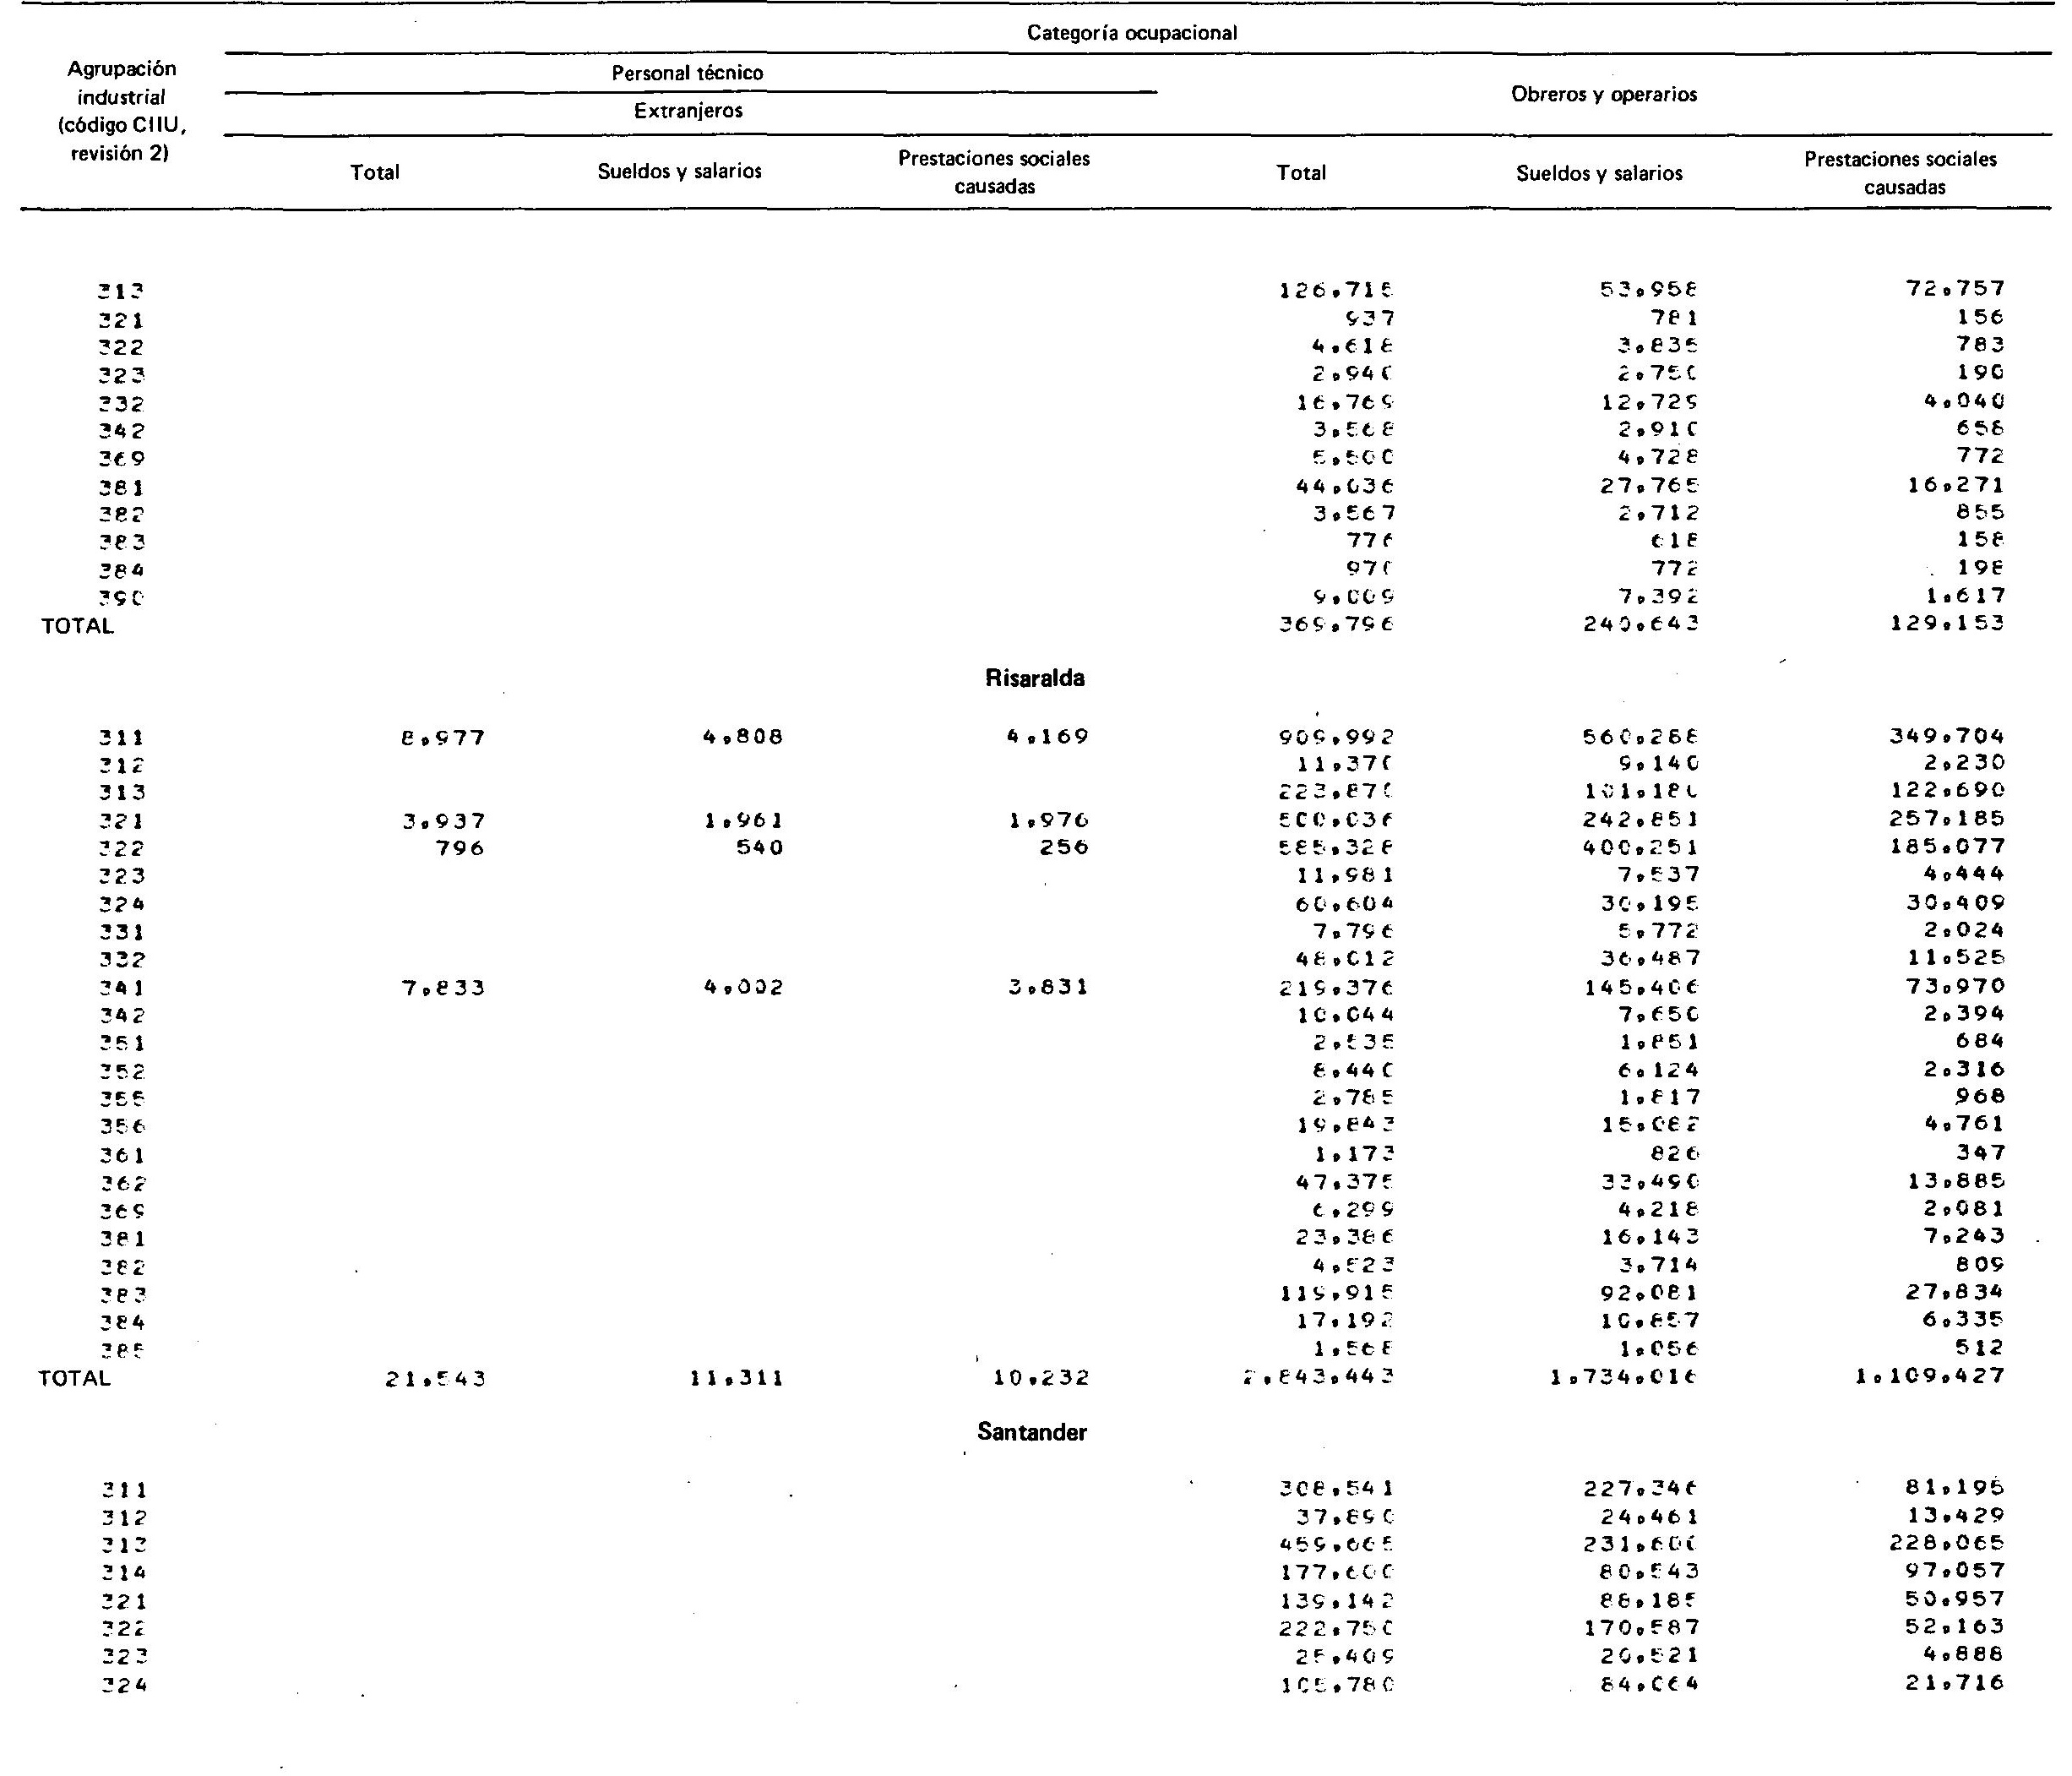 Categoría ocupacional
Agrupación
industrial
(código CIIU,
revisión 2)
Personal técnico
Obreros y operarios
Extranjeros
Total Sueldos y salarios Prestaciones sociales
causadas
Total Sueldos y salarios Prestaciones sociales
causadas
313 126.715 53.958 72.757
321 937 781 156
322 4.618 3.835 783
323 2.940 2.750 190
332 16.769 12.729 4.040
342 3.568 2.910 658
369 5.500 4.728 772
381 44.036 27.765 16.271
382 3.567 2.712 855
383 776 618 158
384 970 772 198
390 9.009 7.392 1.617
TOTAL 369.796 240.643 129.153
Risaralda
311 8.977 4.808 4.169 909.992 560.288 349.704
312 11.370 9.140 2.230
313 223.870 101.180 122.690
321 3.937 1.961 1.976 500.036 242.851 257.185
322 796 540 256 585.328 400.251 185.077
323 11.981 7.537 4.444
324 60.604 30.195 30.409
331 7.796 5.772 2.024
332 48.012 36.487 11.525
341 7.833 4.002 3.831 219.376 145.406 73.970
342 10.044 7.650 2.394
351 2.535 1.851 684
352 8.440 6.124 2.316
355 2.785 1.817 968
356 19.843 15.082 4.761
361 1.173 826 347
362 47.375 33.490 13.885
369 6.299 4.218 2.081
381 23.386 16.143 7.243
382 4.523 3.714 809
383 119.915 92.081 27.834
384 17.192 10.857 6.335
385 1.568 1.056 512
TOTAL 21.543 11.311 10.232 2.843.443 1.734.016 1.109.427
Santander
311 308.541 227.346 81.195
312 37.890 24.461 13.429
313 459.665 231.600 228.065
314 177.600 80.543 97.057
321 139.142 88.185 50.957
322 222.750 170.587 52.163
323 25.409 20.521 4.888
324 105.780 84.064 21.716